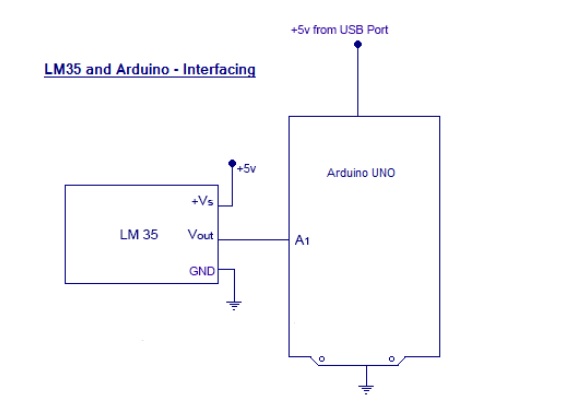 +5v from USB Port
LM35 and Arduino - Interfacing
Arduino UNO
+5v
+Vs
LM 35
Vout
A1
GND